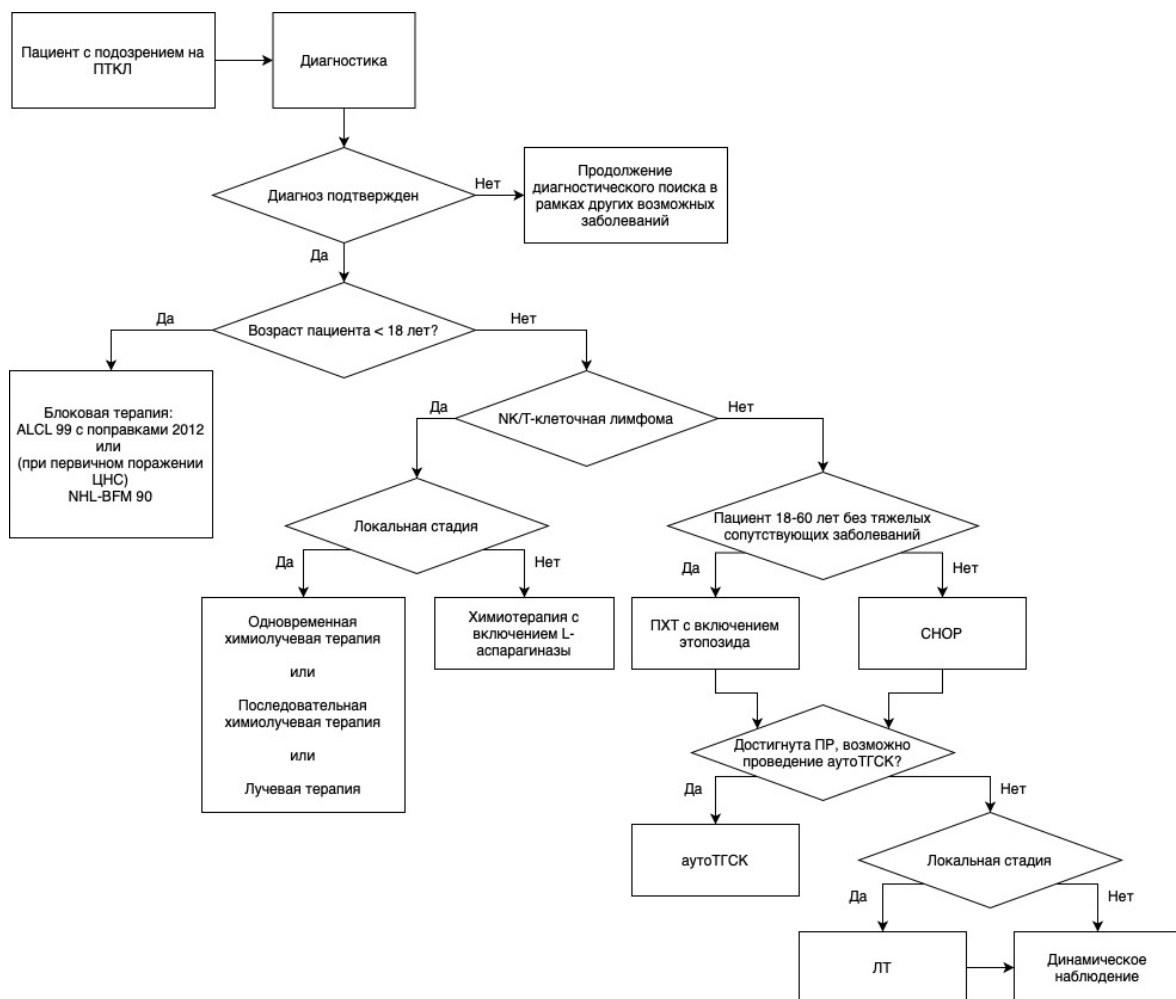 Пациент с подозрением на
ПТКЛ
Диагностика
Диагноз подтвержден
Нет
Продолжение
диагностического поиска в
рамках других возможных
заболеваний
Да
Возраст пациента < 18 лет?
Да
Нет
Блоковая терапия:
ALCL 99 с поправками 2012
или
(при первичном поражении
ЦНС)
NHL-BFM 90
NK/T-клеточная лимфома
Да
Нет
Локальная стадия
Да
Нет
Пациент 18-60 лет без тяжелых
сопутствующих заболеваний
Да
Нет
Одновременная
химиолучевая терапия
или
Последовательная
химиолучевая терапия
или
Лучевая терапия
Химиотерапия с
включением L-
аспарагиназы
ПХТ с включением
этопозида
CHOP
Достигнута ПР, возможно
проведение аутоТГСК?
Да
Нет
аутоТГСК
Локальная стадия
Да
Нет
ЛТ
Динамическое
наблюдение